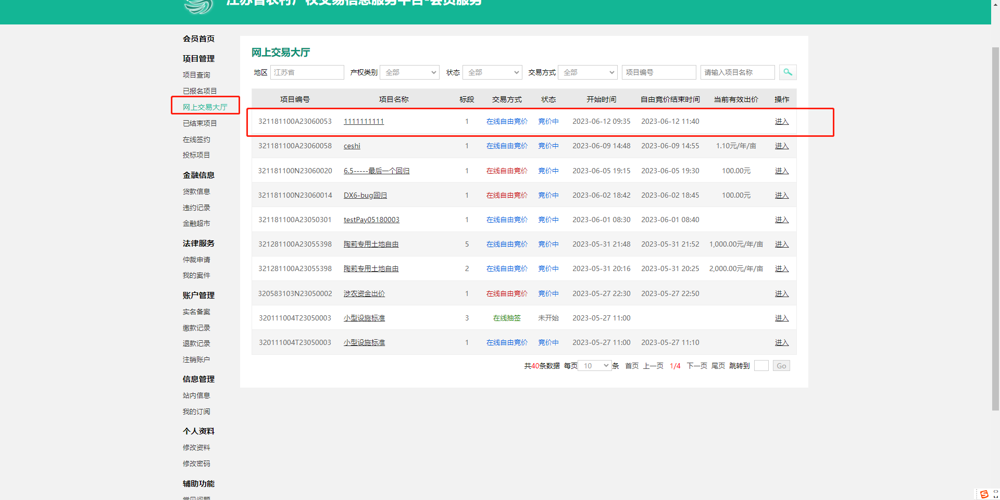 江苏省农村产权交易信息服务平台-会员服务
会员首页
项目管理
项目查询
已报名项目
网上交易大厅
已结束项目
在线签约
投标项目
金融信息
贷款信息
违约记录
金融超市
法律服务
仲裁申请
我的案件
账户管理
实名备案
缴款记录
退款记录
注销账户
信息管理
站内信息
我的订阅
个人资料
修改资料
修改密码
辅助功能
常见问题
网上交易大厅
地区 江苏省 产权类别 全部 状态 全部 交易方式 全部 项目编号 请输入项目名称
项目编号 项目名称 标段 交易方式 状态 开始时间 自由竞价结束时间 当前有效出价 操作
321181100A23060053 1111111111 1 在线自由竞价 竞价中 2023-06-12 09:35 2023-06-12 11:40 进入
321181100A23060058 ceshi 1 在线自由竞价 竞价中 2023-06-09 14:48 2023-06-09 14:55 1.10元/年/亩 进入
321181100N23060020 6.5-----最后一个回归 1 在线自由竞价 竞价中 2023-06-05 19:15 2023-06-05 19:30 100.00元 进入
321181100N23060014 DX6-bug回归 1 在线自由竞价 竞价中 2023-06-02 18:42 2023-06-02 18:45 100.00元 进入
321181100A23050301 testPay05180003 1 在线自由竞价 竞价中 2023-06-01 08:30 2023-06-01 08:40 进入
321281100A23055398 陶莉专用土地自由 5 在线自由竞价 竞价中 2023-05-31 21:48 2023-05-31 21:52 1,000.00元/年/亩 进入
321281100A23055398 陶莉专用土地自由 2 在线自由竞价 竞价中 2023-05-31 20:16 2023-05-31 20:25 2,000.00元/年/亩 进入
320583103N23050002 涉农资金出价 1 在线自由竞价 竞价中 2023-05-27 22:30 2023-05-27 22:50 进入
320111004T23050003 小型设施标准 3 在线抽签 未开始 2023-05-27 11:00 进入
320111004T23050003 小型设施标准 1 在线自由竞价 竞价中 2023-05-27 11:00 2023-05-27 11:10 进入
共40条数据 每页 10 条 首页 上一页 1/4 下一页 尾页 跳转到 Go